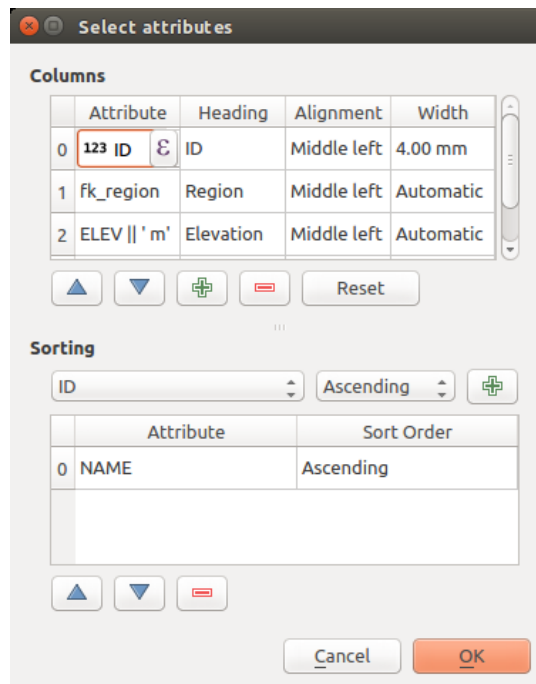 Select attributes
Columns
Attribute Heading Alignment Width
0 123 ID ε ID Middle left 4.00 mm
1 fk_region Region Middle left Automatic
2 ELEV || ' m' Elevation Middle left Automatic
Reset
Sorting
ID Ascending
Attribute Sort Order
0 NAME Ascending
Cancel OK